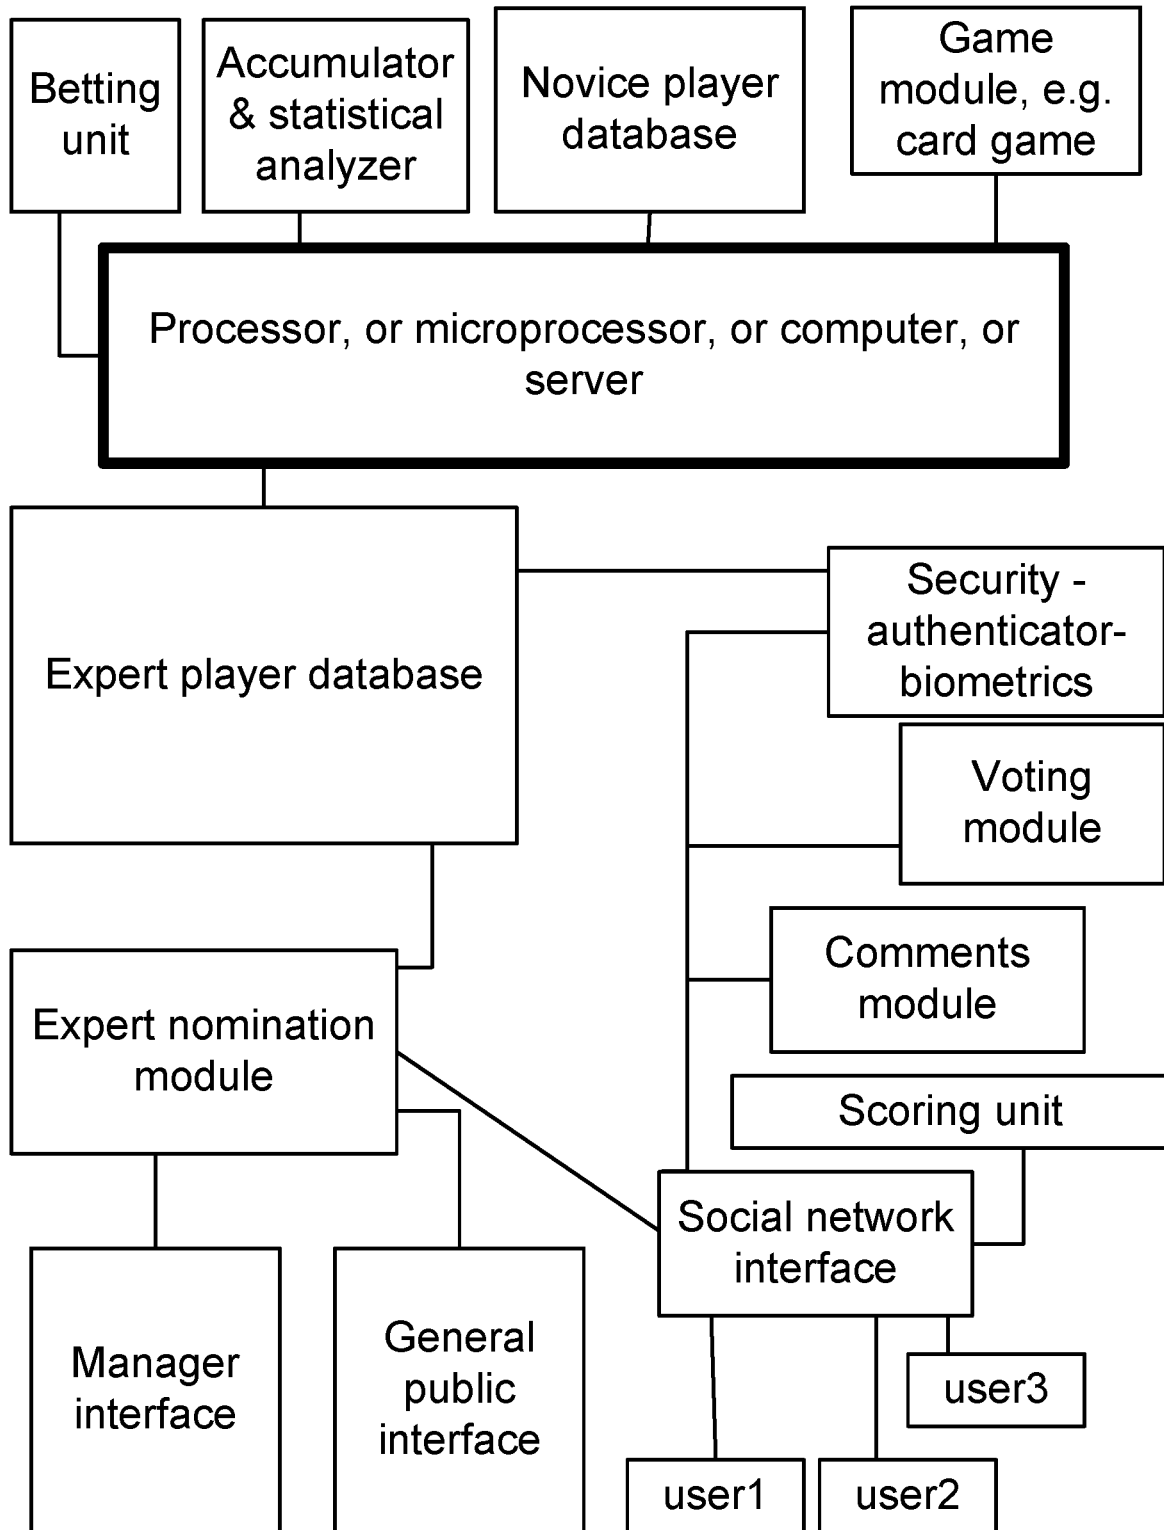 Betting
unit
Accumulator
& statistical
analyzer
Novice player
database
Game
module, e.g.
card game
Processor, or microprocessor, or computer, or
server
Expert player database
Security -
authenticator-
biometrics
Voting
module
Comments
module
Expert nomination
module
Scoring unit
Social network
interface
Manager
interface
General
public
interface
user3
user1
user2